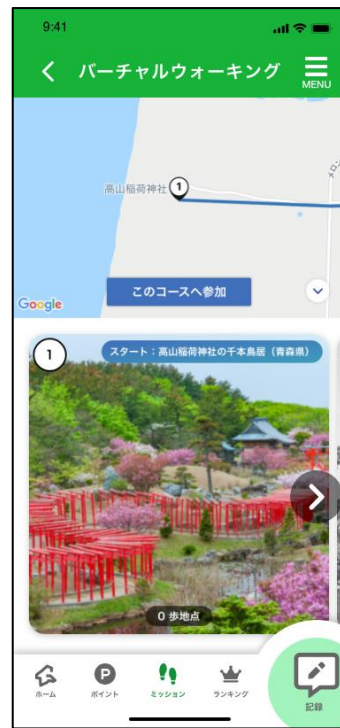 9:41
バーチャルウォーキング
MENU
高山稲荷神社
1
メロン
Google
このコースへ参加
1
スタート：高山稲荷神社の千本鳥居（青森県）
0 歩地点
P
ホーム
ポイント
ミッション
ランキング
記録